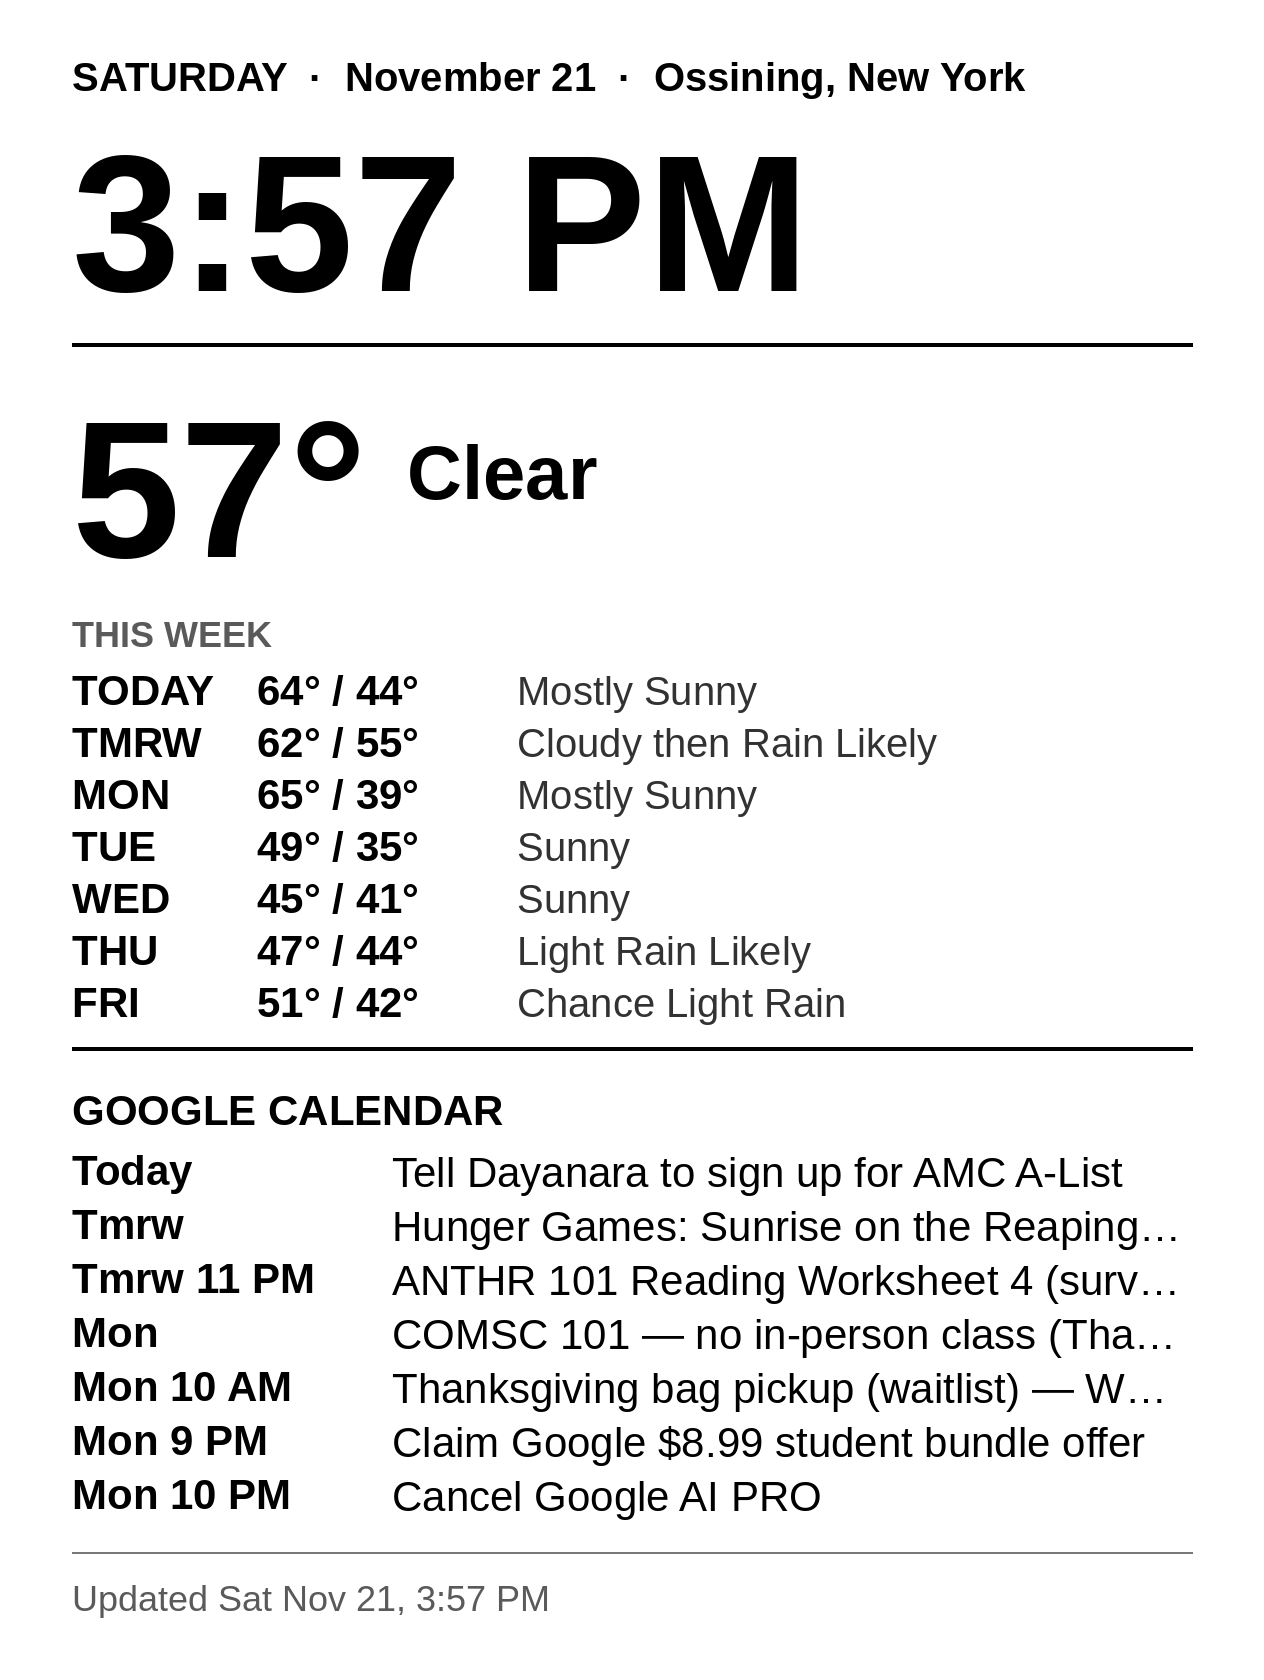 SATURDAY · November 21 · Ossining, New York
3:57 PM
57° Clear
THIS WEEK
TODAY 64° / 44° Mostly Sunny
TMRW 62° / 55° Cloudy then Rain Likely
MON 65° / 39° Mostly Sunny
TUE 49° / 35° Sunny
WED 45° / 41° Sunny
THU 47° / 44° Light Rain Likely
FRI 51° / 42° Chance Light Rain
GOOGLE CALENDAR
Today Tell Dayanara to sign up for AMC A-List
Tmrw Hunger Games: Sunrise on the Reaping…
Tmrw 11 PM ANTHR 101 Reading Worksheet 4 (surv…
Mon COMSC 101 — no in-person class (Tha…
Mon 10 AM Thanksgiving bag pickup (waitlist) — W…
Mon 9 PM Claim Google $8.99 student bundle offer
Mon 10 PM Cancel Google AI PRO
Updated Sat Nov 21, 3:57 PM